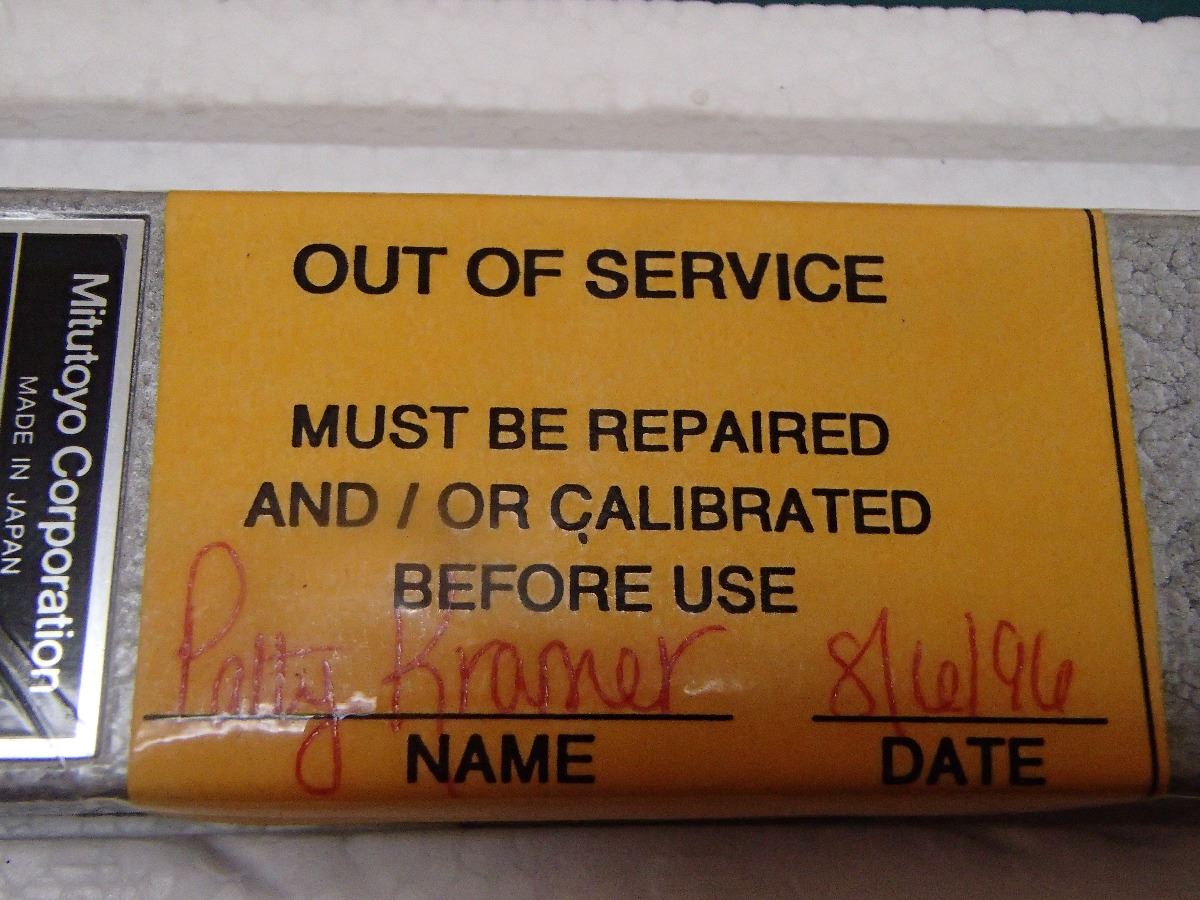 Mitutoyo Corporation
MADE IN JAPAN
OUT OF SERVICE
MUST BE REPAIRED
AND / OR CALIBRATED
BEFORE USE
Patty Kramer 8/6/96
NAME DATE